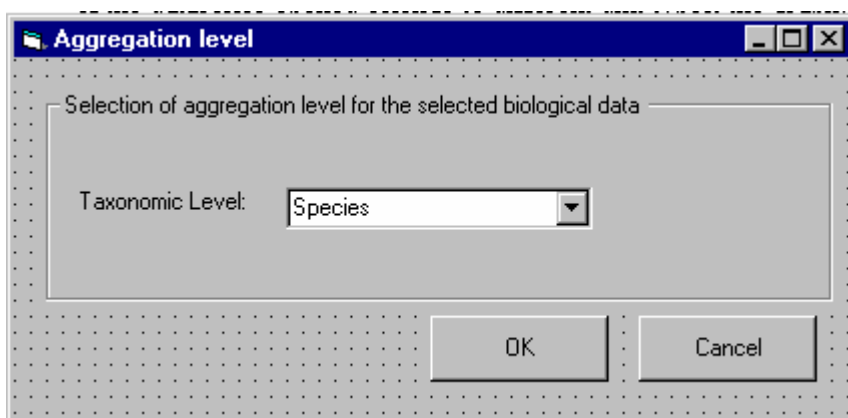 Aggregation level
Selection of aggregation level for the selected biological data
Taxonomic Level:
Species
OK
Cancel